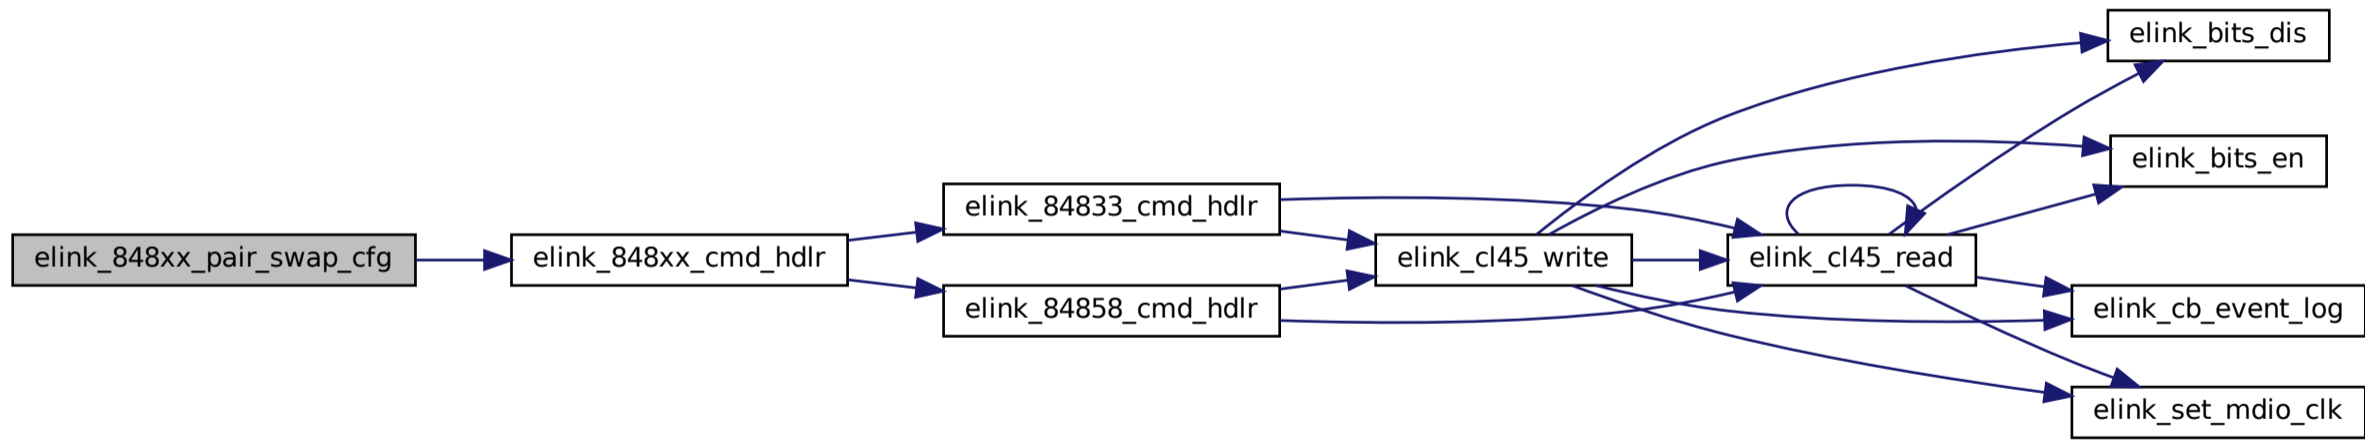 elink_848xx_pair_swap_cfg
elink_848xx_cmd_hdlr
elink_84833_cmd_hdlr
elink_84858_cmd_hdlr
elink_cl45_write
elink_cl45_read
elink_bits_dis
elink_bits_en
elink_cb_event_log
elink_set_mdio_clk